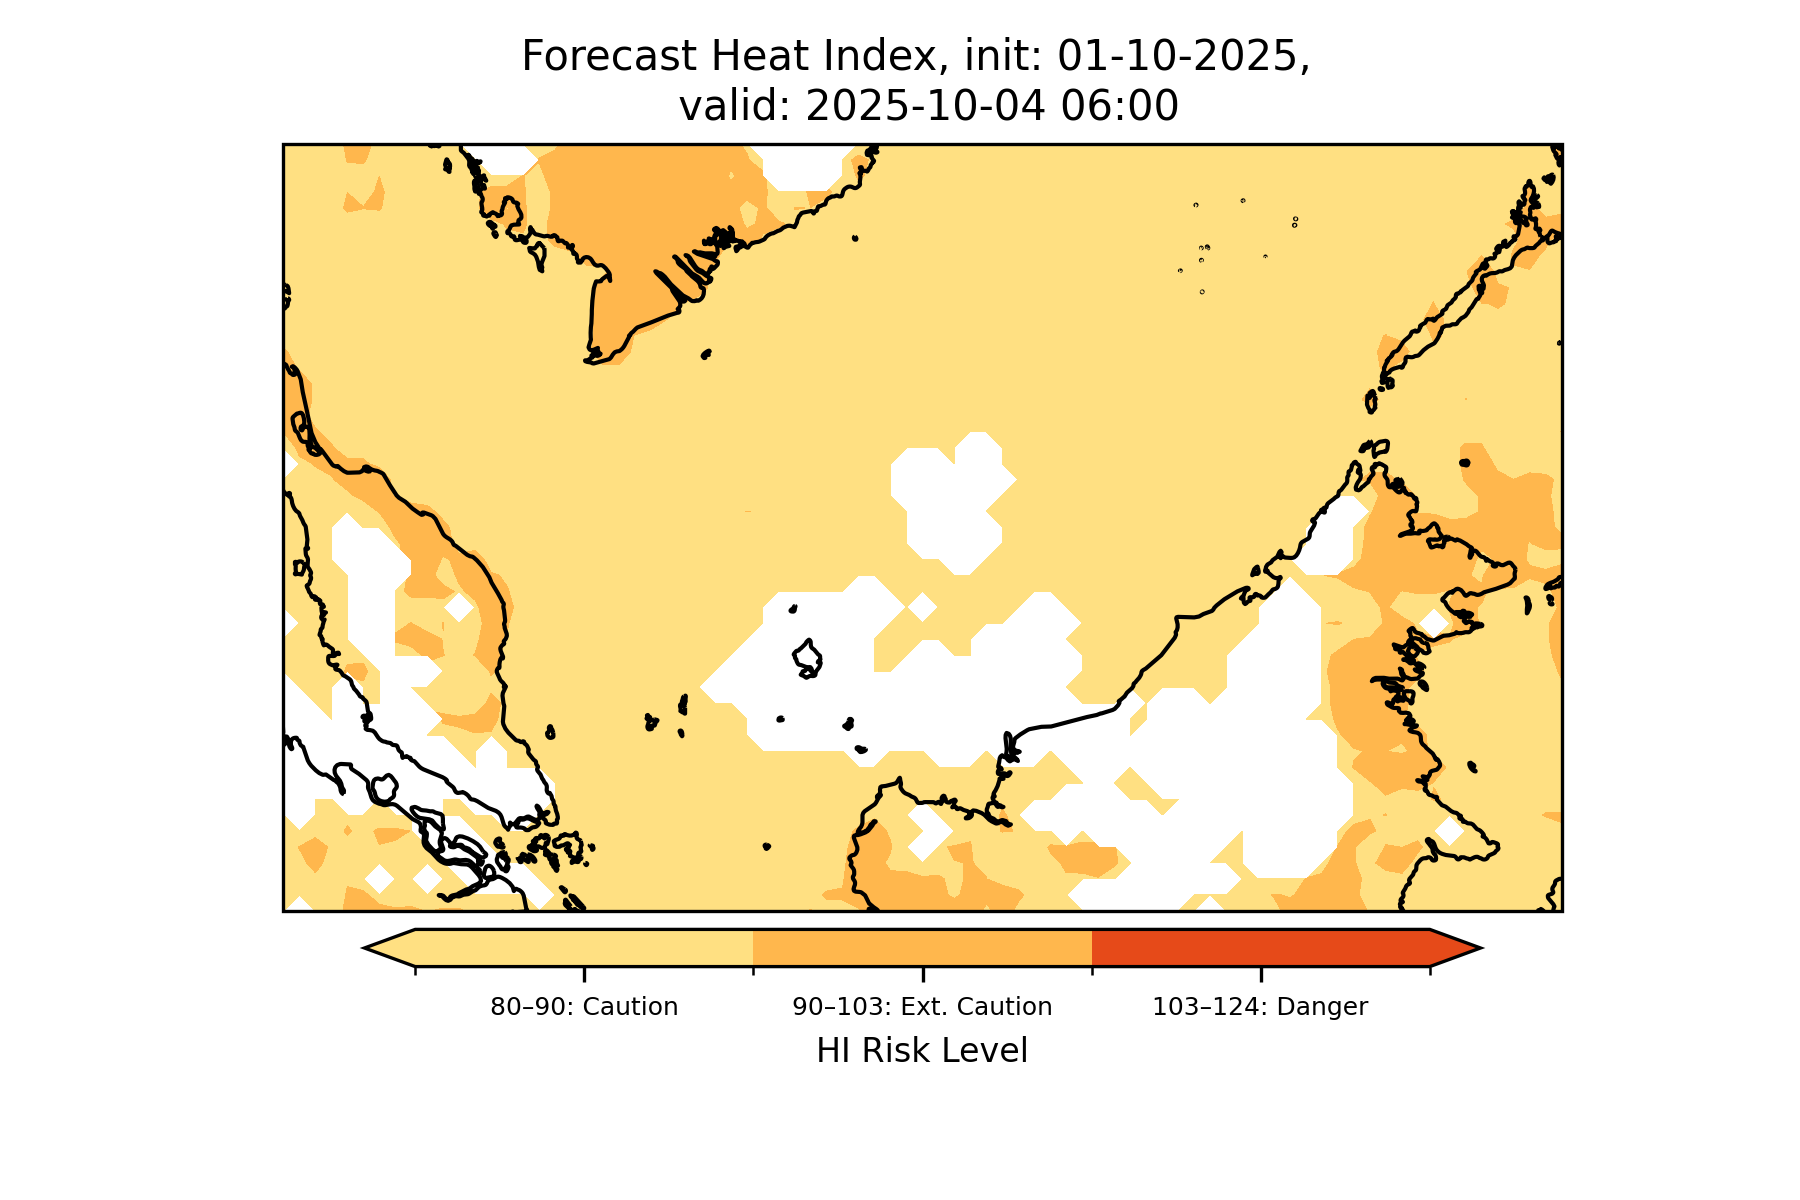 Forecast Heat Index, init: 01-10-2025,
valid: 2025-10-04 06:00
80–90: Caution
90–103: Ext. Caution
103–124: Danger
HI Risk Level